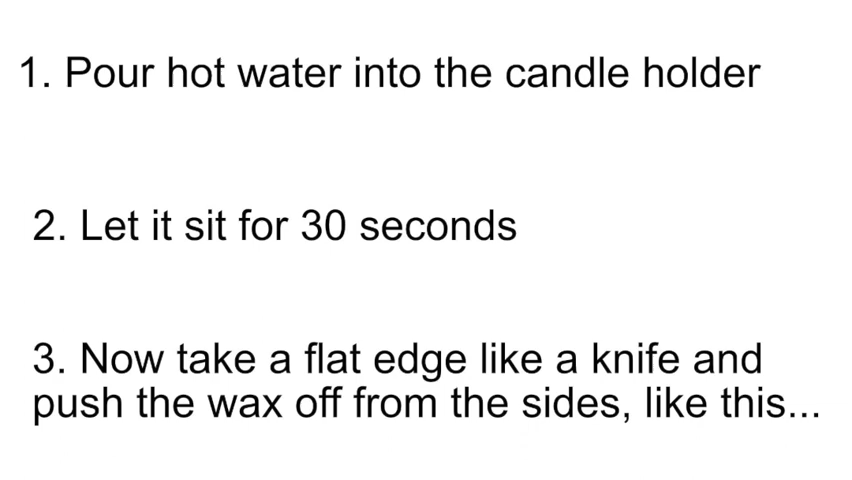 1. Pour hot water into the candle holder
2. Let it sit for 30 seconds
3. Now take a flat edge like a knife and
push the wax off from the sides, like this...